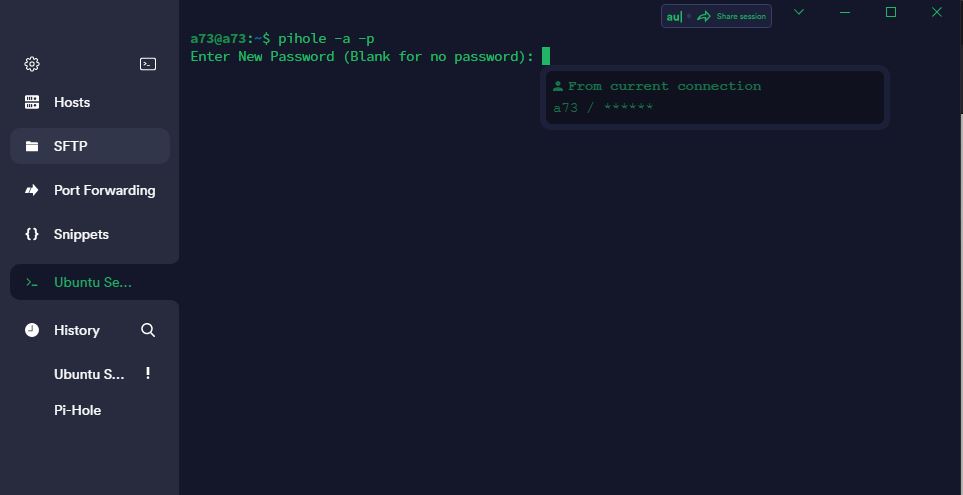 au|
Share session
a73@a73:~$ pihole -a -p
Enter New Password (Blank for no password):
From current connection
a73 / ******
Hosts
SFTP
Port Forwarding
Snippets
Ubuntu Se...
History
Ubuntu S... !
Pi-Hole